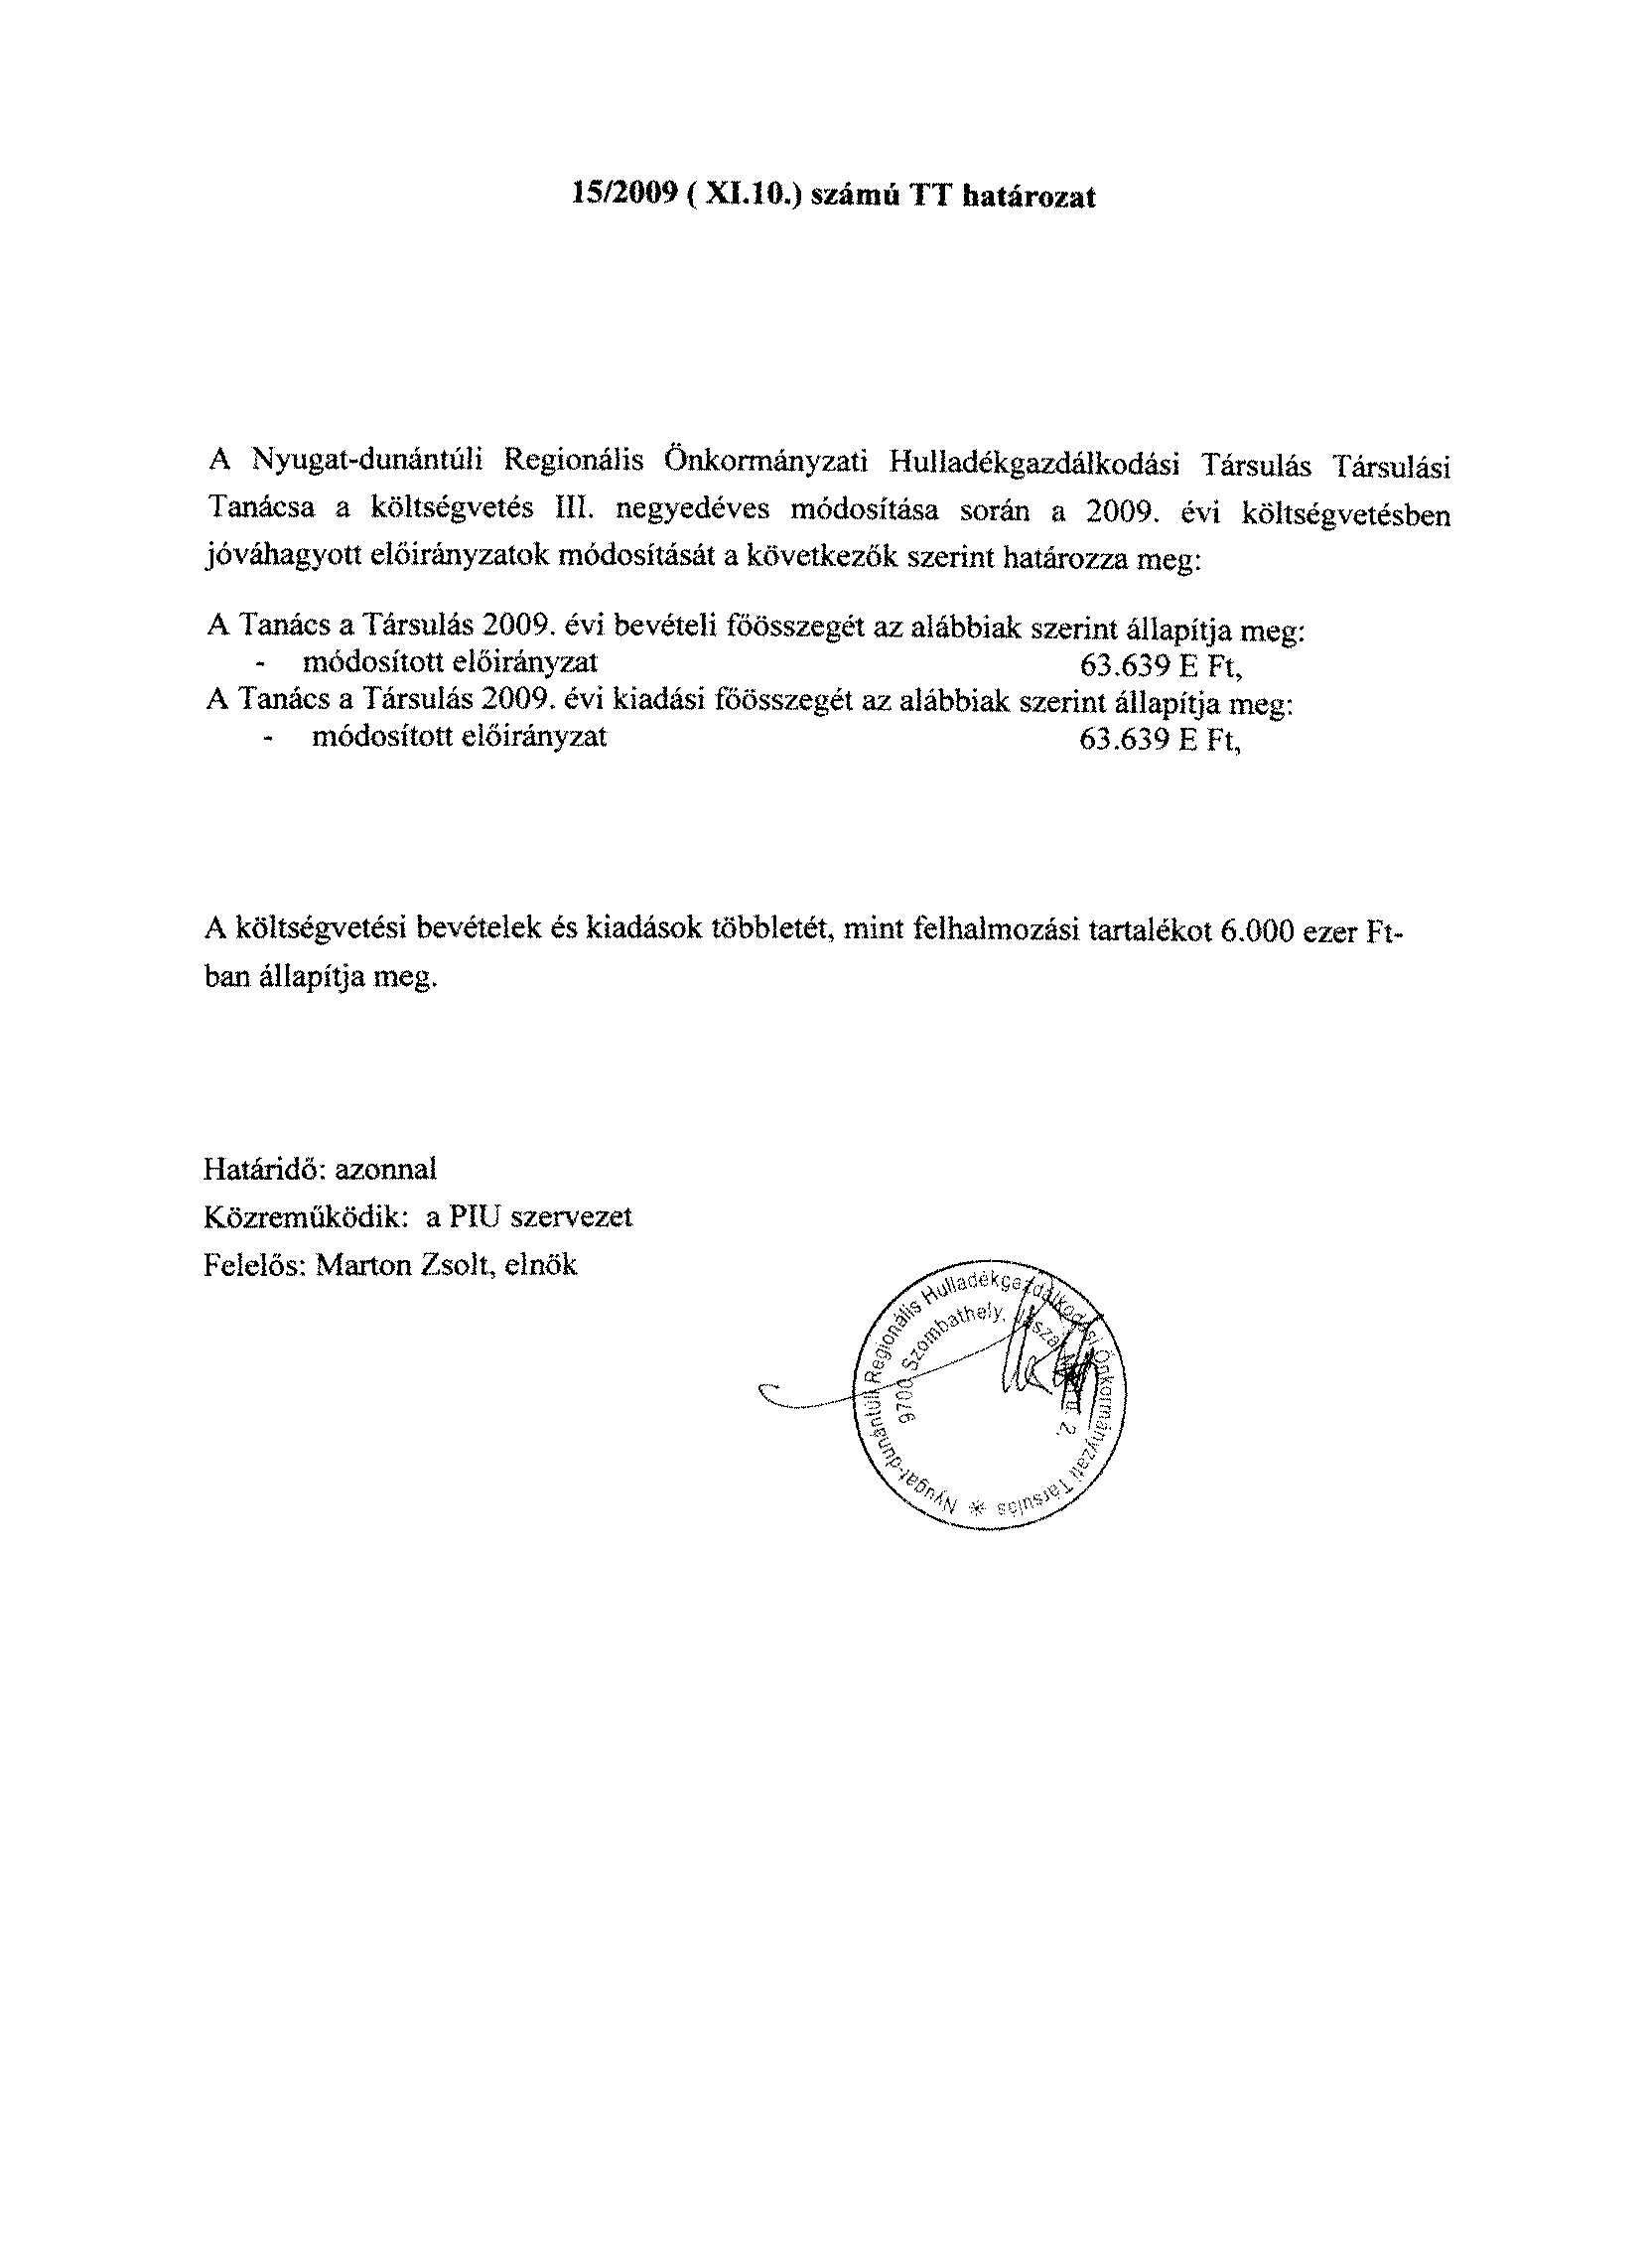 15/2009 ( XI.10.) számú TT határozat
A Nyugat-dunántúli Regionális Önkormányzati Hulladékgazdálkodási Társulás Társulási
Tanácsa a költségvetés III. negyedéves módosítása során a 2009. évi költségvetésben
jóváhagyott előirányzatok módosítását a következők szerint határozza meg:
A Tanács a Társulás 2009. évi bevételi főösszegét az alábbiak szerint állapítja meg:
- módosított előirányzat 63.639 E Ft,
A Tanács a Társulás 2009. évi kiadási főösszegét az alábbiak szerint állapítja meg:
- módosított előirányzat 63.639 E Ft,
A költségvetési bevételek és kiadások többletét, mint felhalmozási tartalékot 6.000 ezer Ft-
ban állapítja meg.
Határidő: azonnal
Közreműködik: a PIU szervezet
Felelős: Marton Zsolt, elnök
Nyugat-dunántúli Regionális Hulladékgazdálkodási Önkormányzati Társulás *
9700 Szombathely, u. 2.